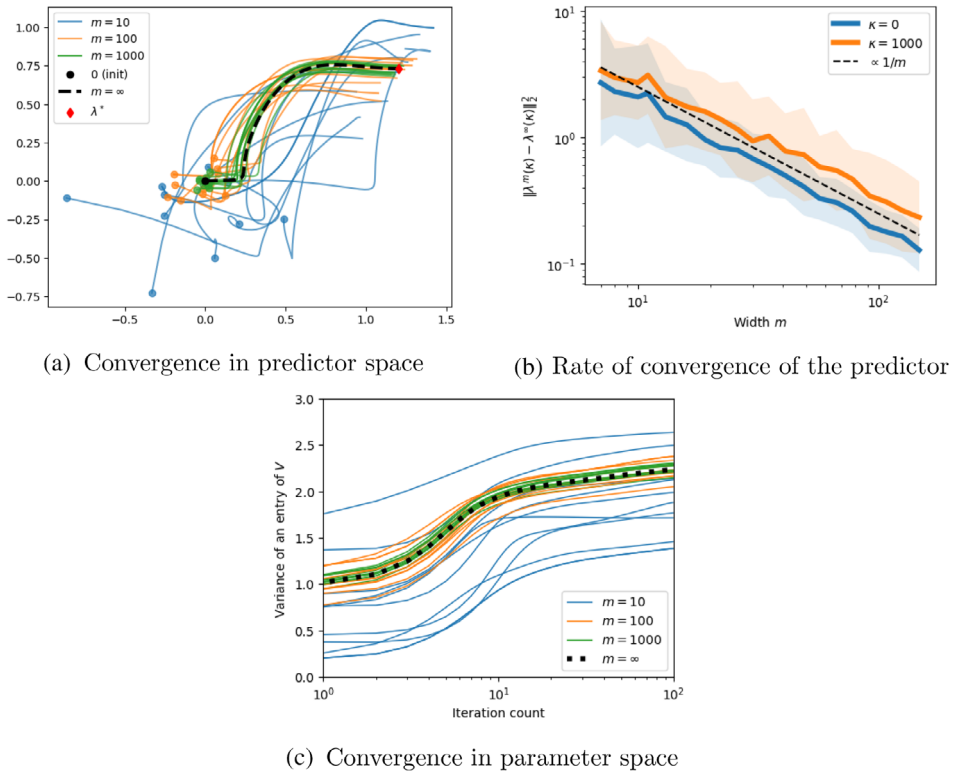 1.00
0.75
0.50
0.25
0.00
−0.25
−0.50
−0.75
−0.5
0.0
0.5
1.0
1.5
m = 10
m = 100
m = 1000
0 (init)
m = ∞
λ*
(a) Convergence in predictor space
‖λ^m(κ) − λ^∞(κ)‖₂²
10¹
10⁰
10⁻¹
10¹
10²
Width m
κ = 0
κ = 1000
∝ 1/m
(b) Rate of convergence of the predictor
Variance of an entry of V
3.0
2.5
2.0
1.5
1.0
0.5
0.0
10⁰
10¹
10²
Iteration count
m = 10
m = 100
m = 1000
m = ∞
(c) Convergence in parameter space